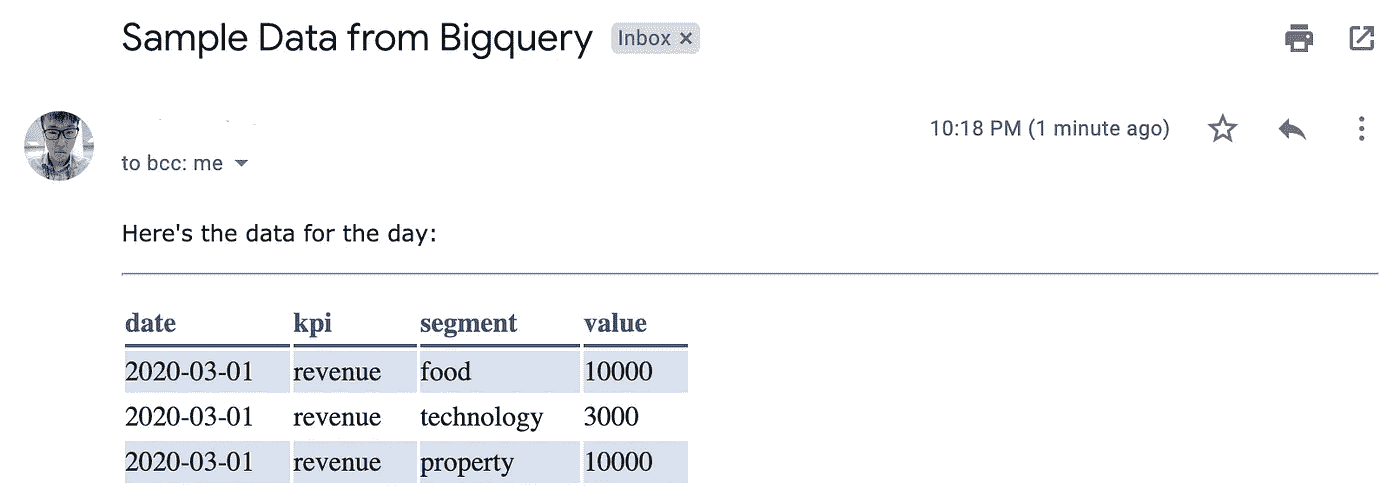 Sample Data from Bigquery Inbox ×
10:18 PM (1 minute ago)
to bcc: me
Here's the data for the day:
date kpi segment value
2020-03-01 revenue food 10000
2020-03-01 revenue technology 3000
2020-03-01 revenue property 10000